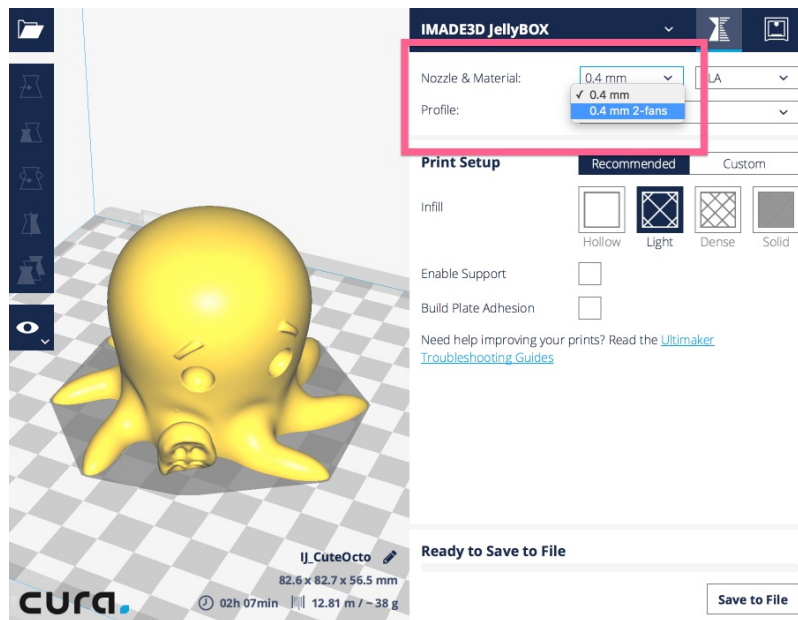 IMADE3D JellyBOX
Nozzle & Material: 0.4 mm LA
✓ 0.4 mm
0.4 mm 2-fans
Profile:
Print Setup Recommended Custom
Infill
Hollow Light Dense Solid
Enable Support
Build Plate Adhesion
Need help improving your prints? Read the Ultimaker
Troubleshooting Guides
IJ_CuteOcto
82.6 x 82.7 x 56.5 mm
02h 07min 12.81 m / ~ 38 g
Ready to Save to File
Save to File
cura.